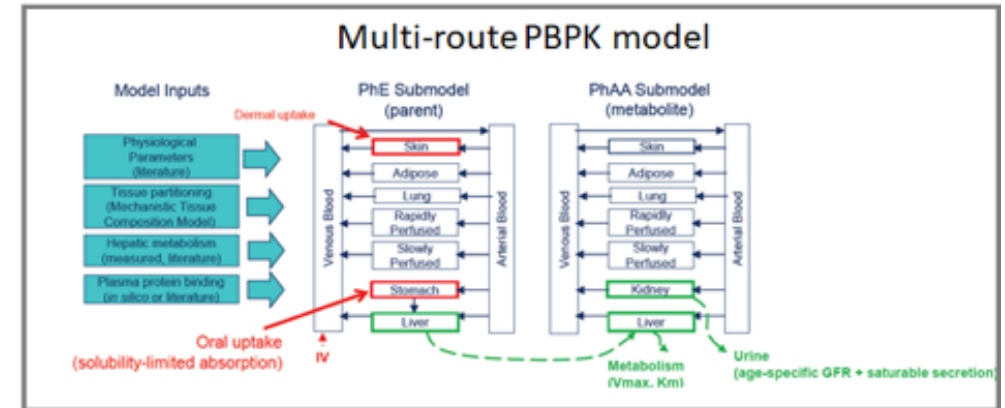 Multi-route PBPK model
Model Inputs
Physiological
Parameters
(literature)
Tissue partitioning
(Mechanistic Tissue
Composition Model)
Hepatic metabolism
(measured, literature)
Plasma protein binding
(in silico or literature)
PhE Submodel
(parent)
Dermal uptake
Venous Blood
Skin
Adipose
Lung
Rapidly
Perfused
Slowly
Perfused
Stomach
Liver
Arterial Blood
Oral uptake
(solubility-limited absorption)
IV
PhAA Submodel
(metabolite)
Venous Blood
Skin
Adipose
Lung
Rapidly
Perfused
Slowly
Perfused
Kidney
Liver
Arterial Blood
Metabolism
(Vmax, Km)
Urine
(age-specific GFR + saturable secretion)